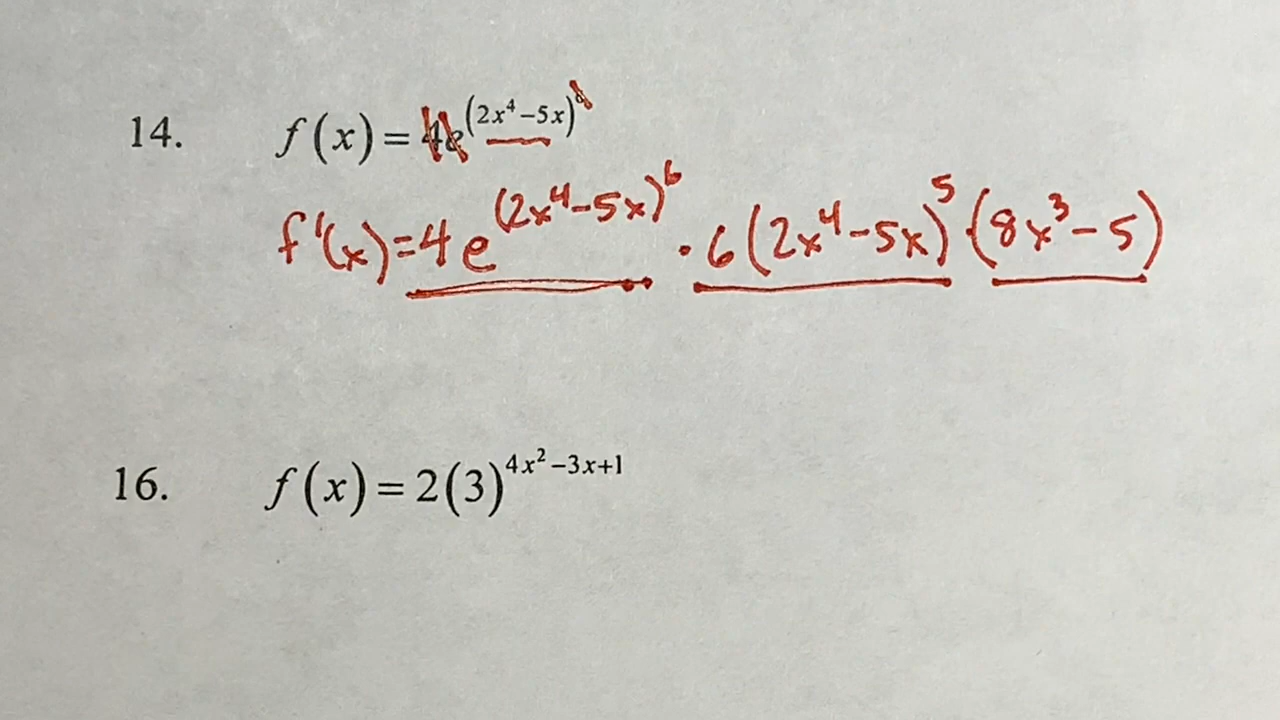 14. f(x) = 4e^(2x⁴−5x)⁶
f'(x) = 4e^(2x⁴−5x)⁶ · 6(2x⁴−5x)⁵ · (8x³−5)
16. f(x) = 2(3)^4x²−3x+1